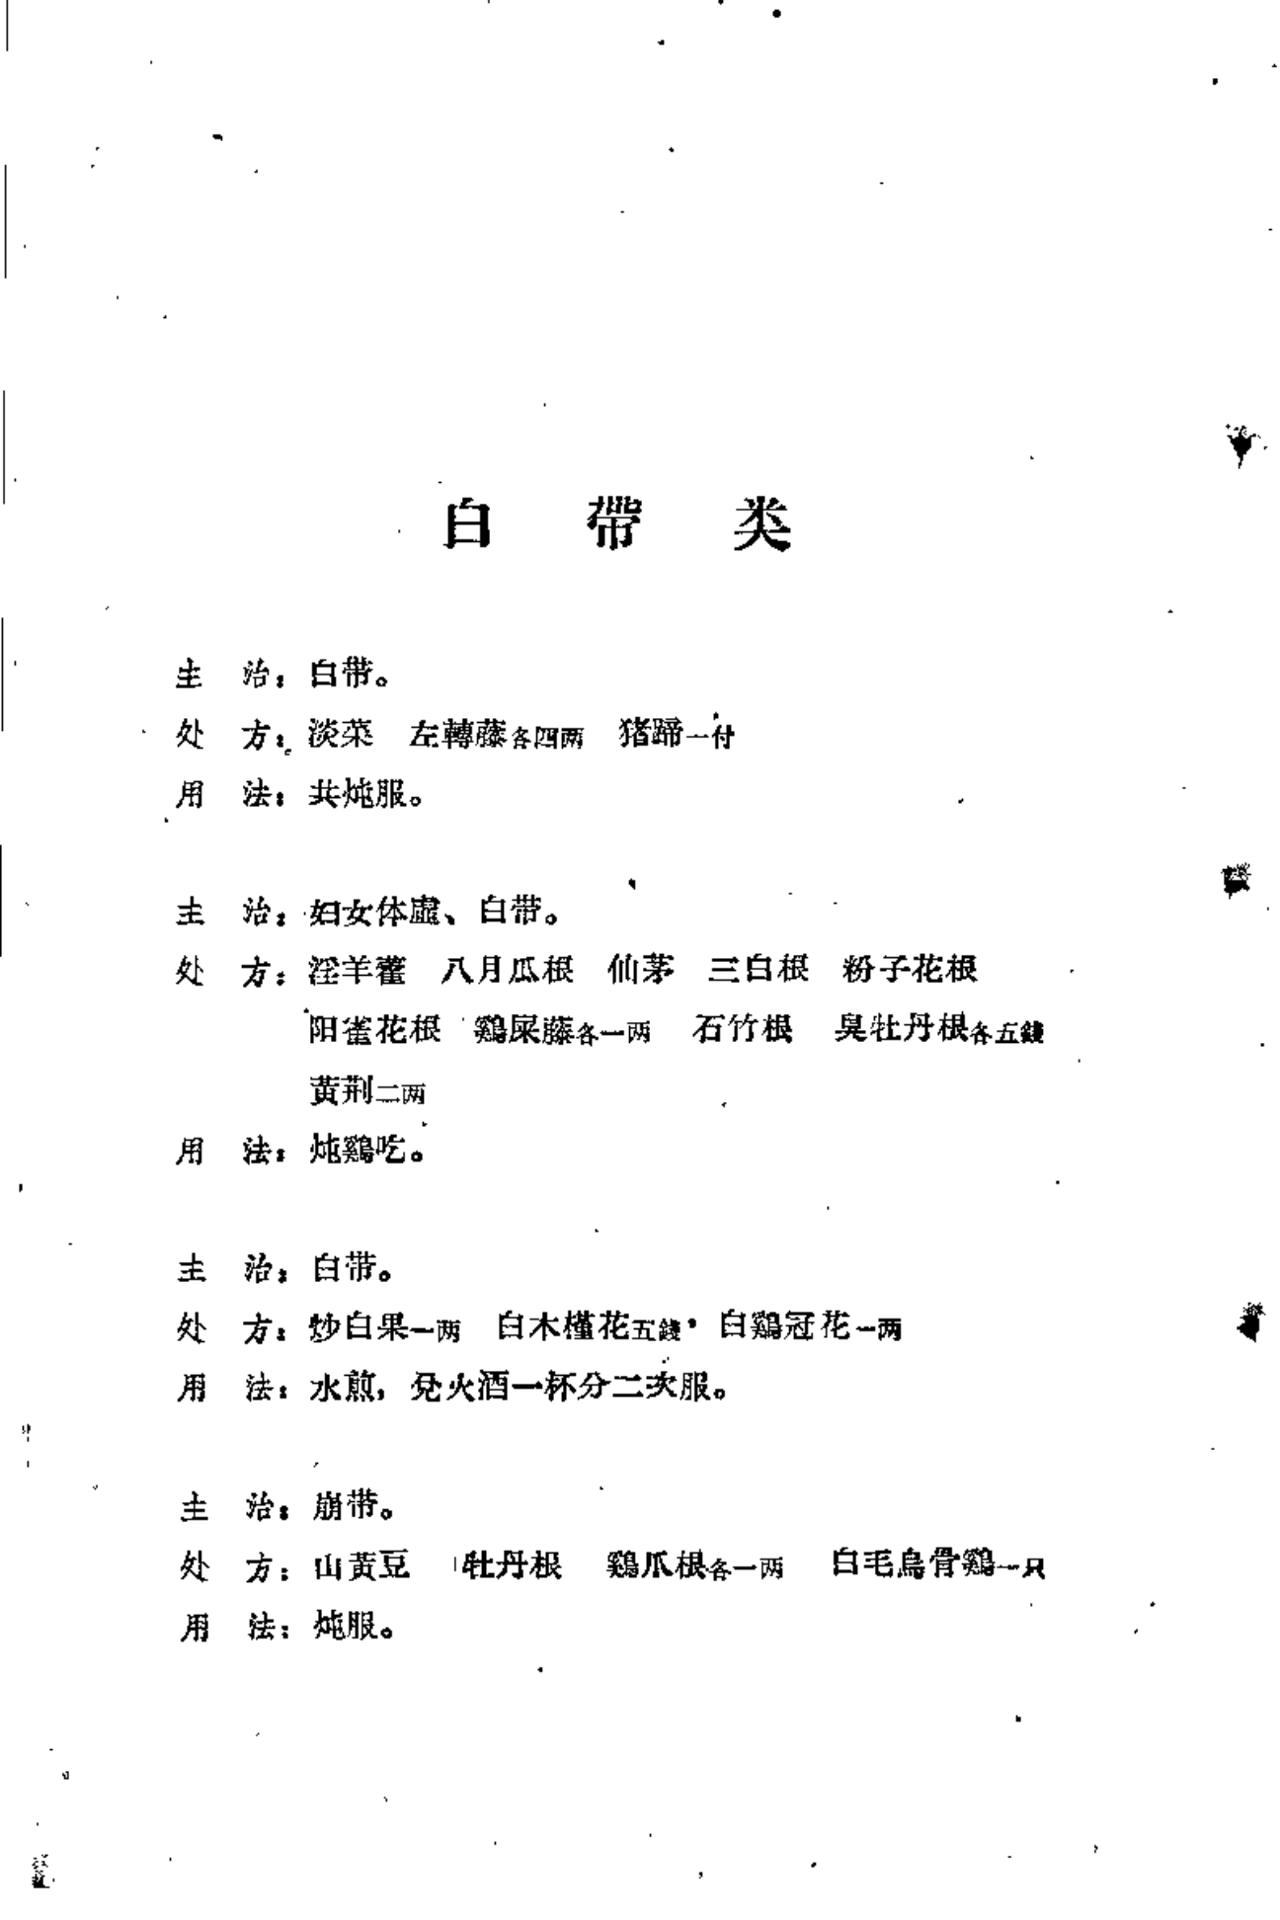 白帶类
主　治：白带。
处　方：淡菜　左轉藤各四两　猪蹄一付
用　法：共炖服。
主　治：妇女体虛、白带。
处　方：淫羊藿　八月瓜根　仙茅　三白根　粉子花根
阳雀花根　鷄屎藤各一两　石竹根　臭牡丹根各五錢
黃荆二两
用　法：炖鷄吃。
主　治：白带。
处　方：炒白果一两　白木槿花五錢　白鷄冠花一两
用　法：水煎，兌火酒一杯分二次服。
主　治：崩带。
处　方：山黃豆　牡丹根　鷄爪根各一两　白毛烏骨鷄一只
用　法：炖服。